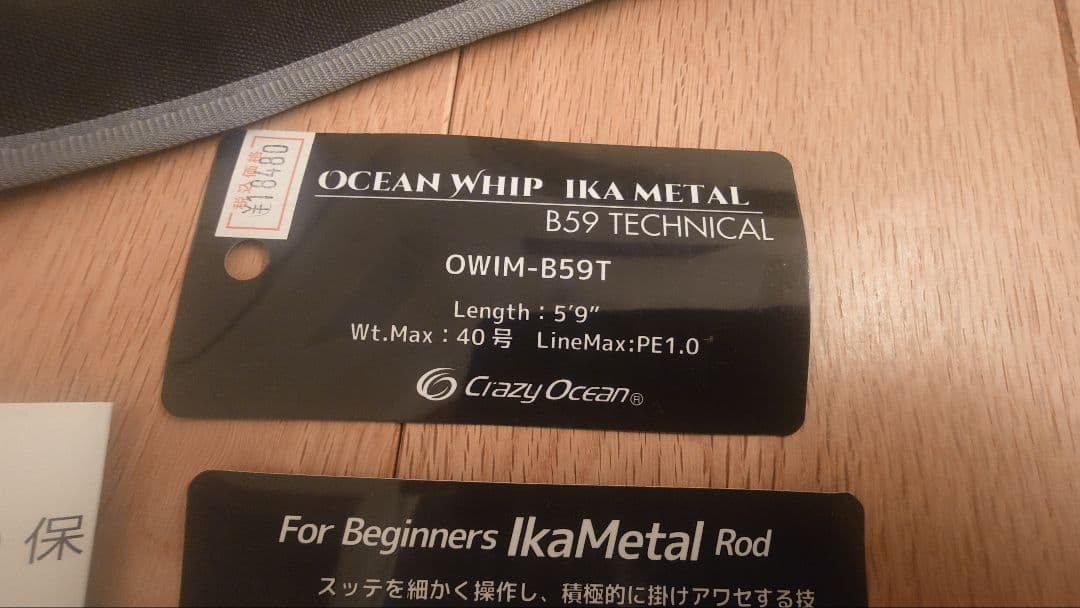 税込価格
¥18480
OCEAN WHIP IKA METAL
B59 TECHNICAL
OWIM-B59T
Length：5'9"
Wt.Max：40号 LineMax:PE1.0
Crazy Ocean®
保
For Beginners IkaMetal Rod
スッテを細かく操作し、積極的に掛けアワセする技